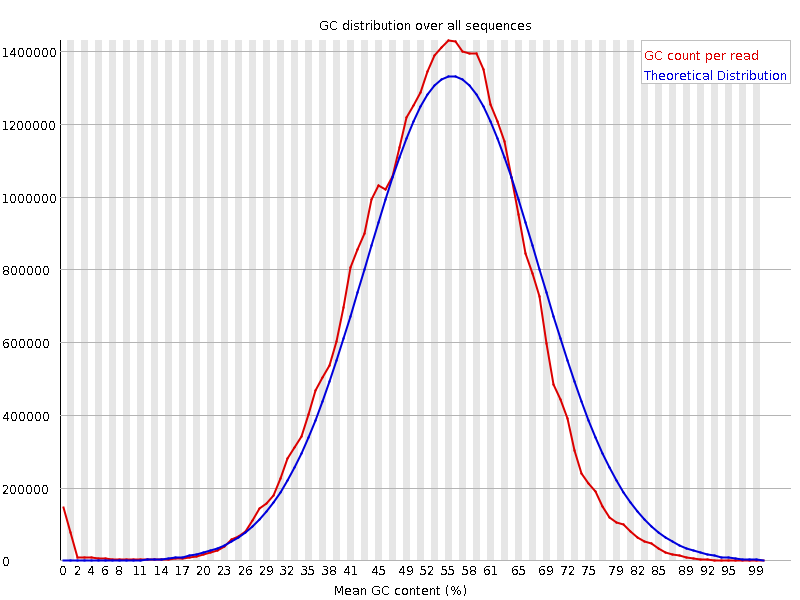 GC distribution over all sequences
GC count per read
Theoretical Distribution
1400000
1200000
1000000
800000
600000
400000
200000
0
0 2 4 6 8 11 14 17 20 23 26 29 32 35 38 41 45 49 52 55 58 61 65 69 72 75 79 82 85 89 92 95 99
Mean GC content (%)